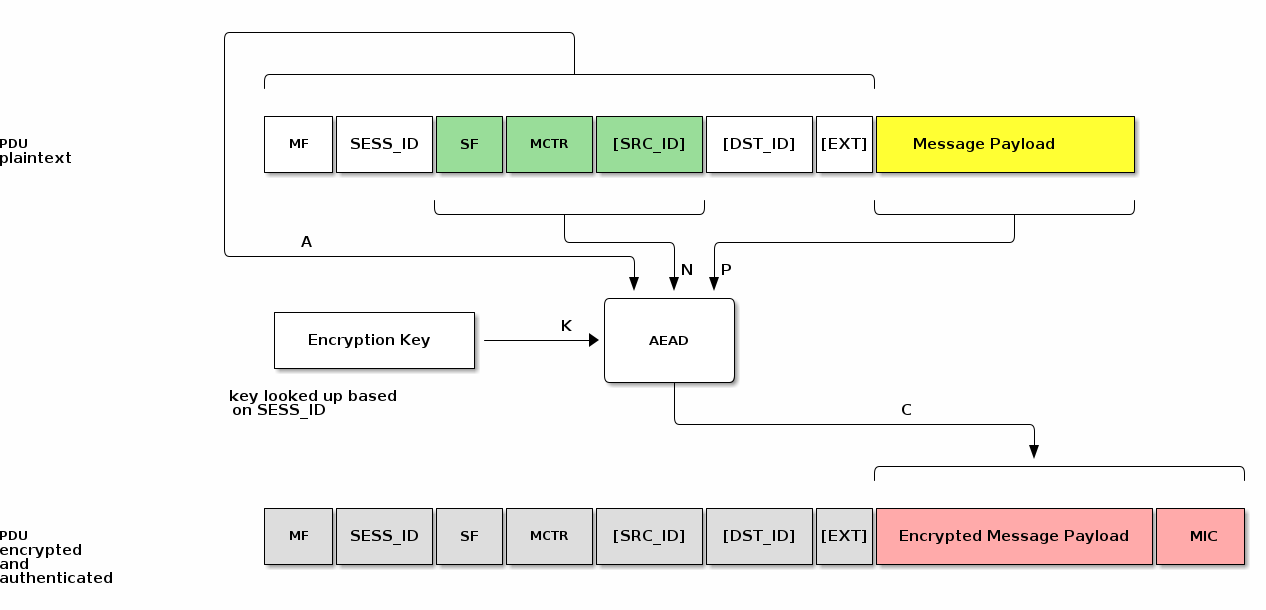 PDU
plaintext
MF SESS_ID SF MCTR [SRC_ID] [DST_ID] [EXT] Message Payload
A
N P
Encryption Key
K
AEAD
key looked up based
on SESS_ID
C
PDU
encrypted
and
authenticated
MF SESS_ID SF MCTR [SRC_ID] [DST_ID] [EXT] Encrypted Message Payload MIC